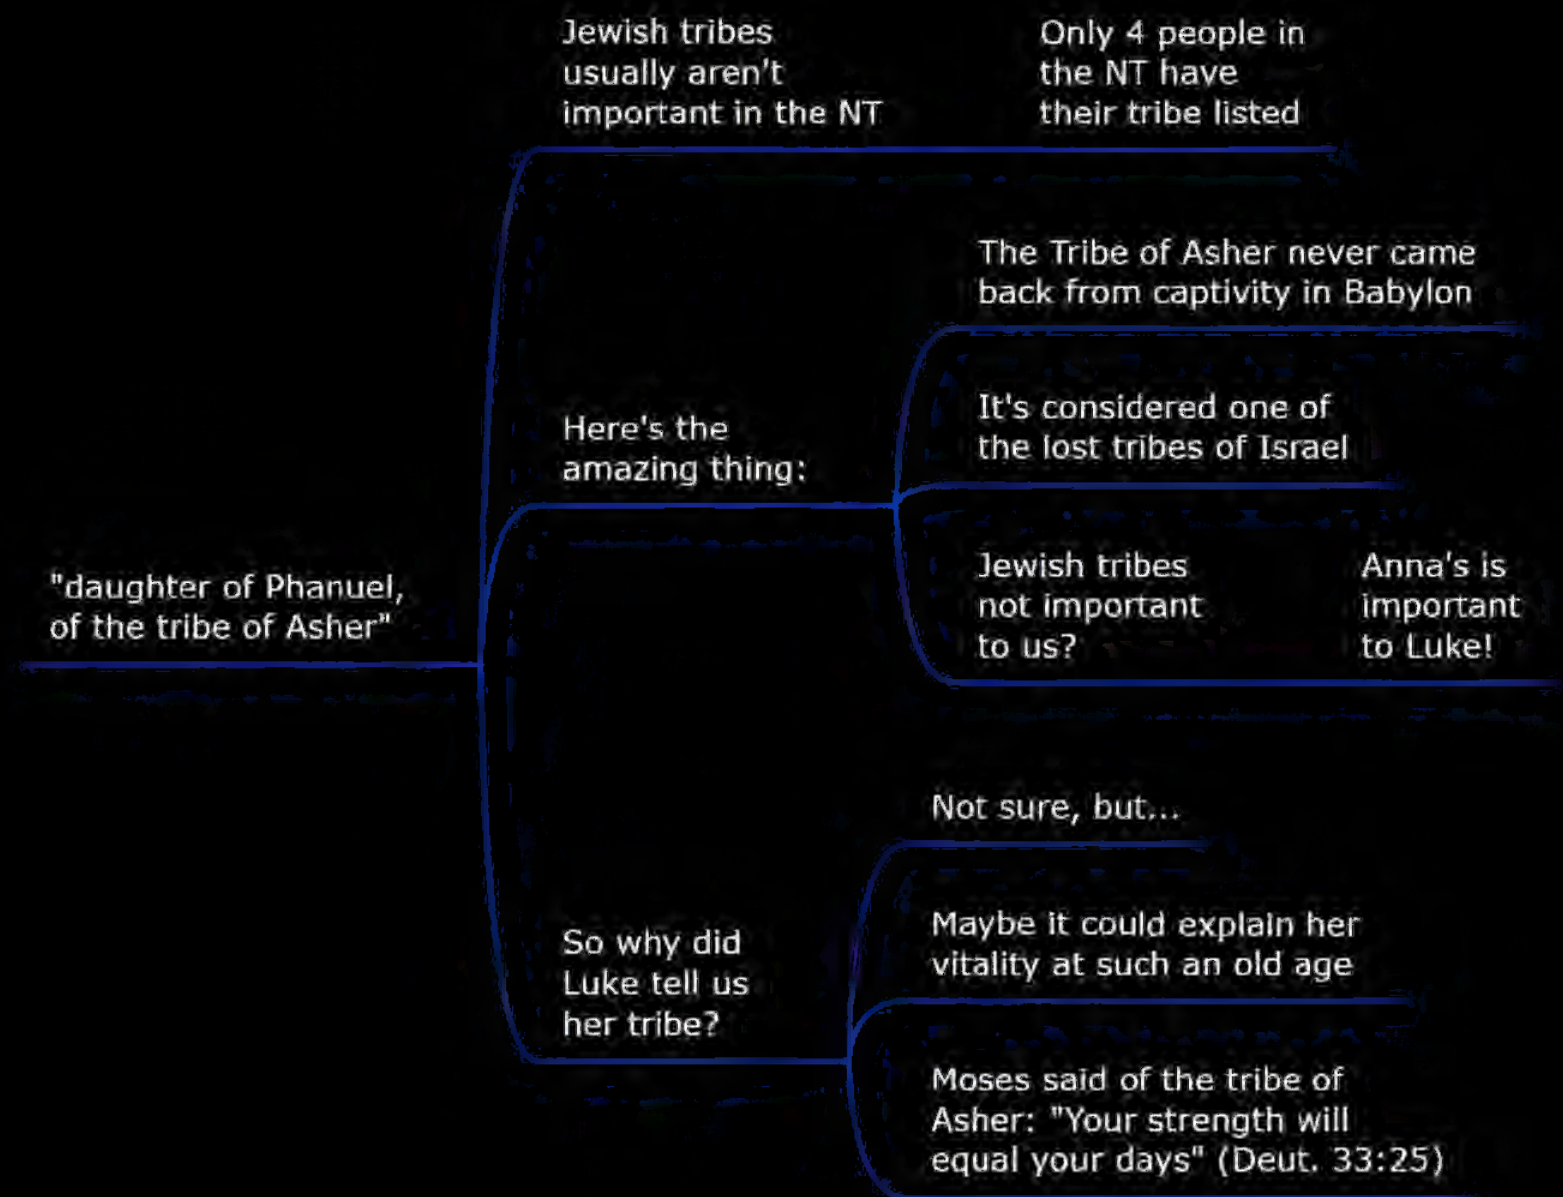 Jewish tribes
usually aren't
important in the NT
Only 4 people in
the NT have
their tribe listed
The Tribe of Asher never came
back from captivity in Babylon
Here's the
amazing thing:
It's considered one of
the lost tribes of Israel
Jewish tribes
not important
to us?
Anna's is
important
to Luke!
"daughter of Phanuel,
of the tribe of Asher"
So why did
Luke tell us
her tribe?
Not sure, but...
Maybe it could explain her
vitality at such an old age
Moses said of the tribe of
Asher: "Your strength will
equal your days" (Deut. 33:25)